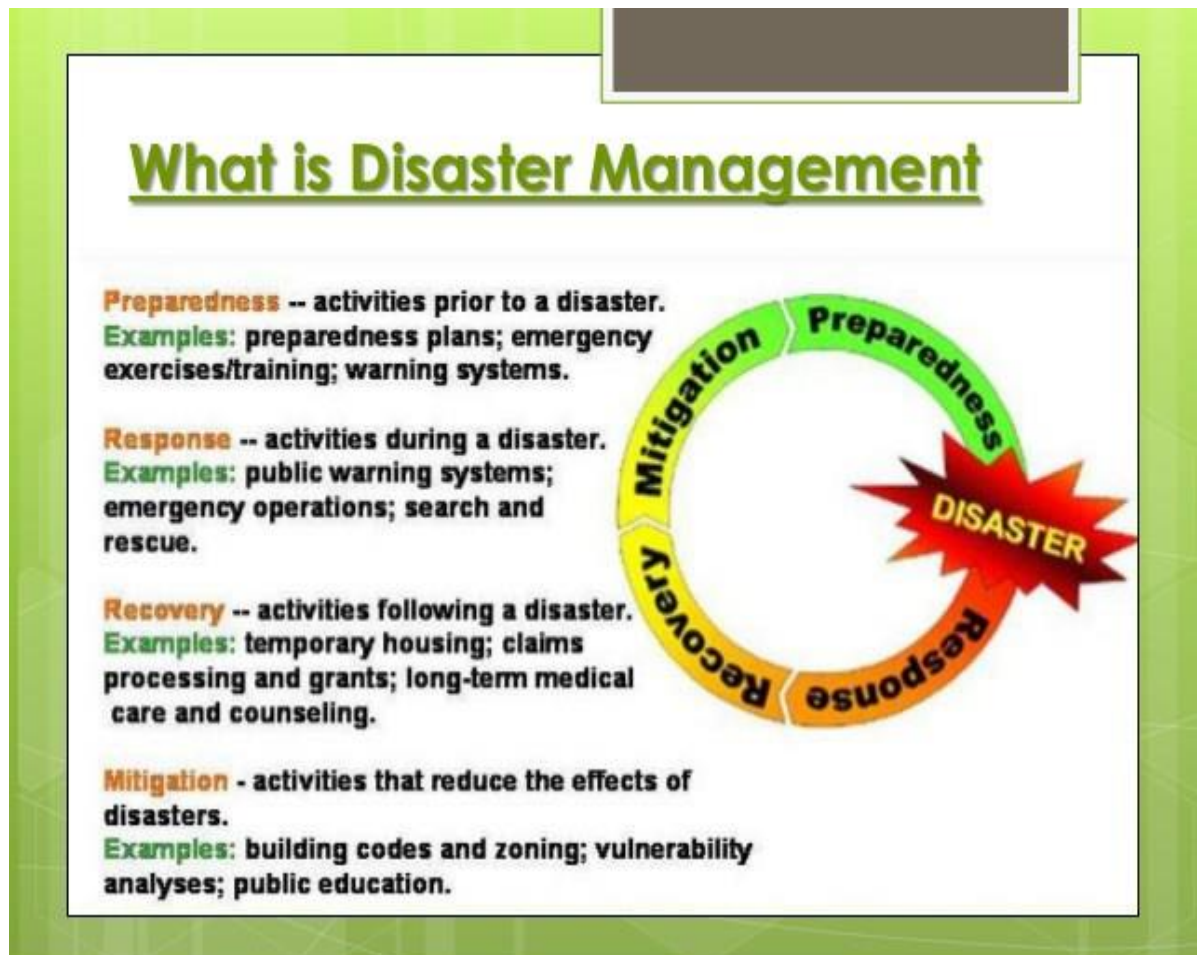 What is Disaster Management
Preparedness -- activities prior to a disaster.
Examples: preparedness plans; emergency
exercises/training; warning systems.
Response -- activities during a disaster.
Examples: public warning systems;
emergency operations; search and
rescue.
Recovery -- activities following a disaster.
Examples: temporary housing; claims
processing and grants; long-term medical
care and counseling.
Mitigation - activities that reduce the effects of
disasters.
Examples: building codes and zoning; vulnerability
analyses; public education.
Preparedness
DISASTER
Response
Recovery
Mitigation